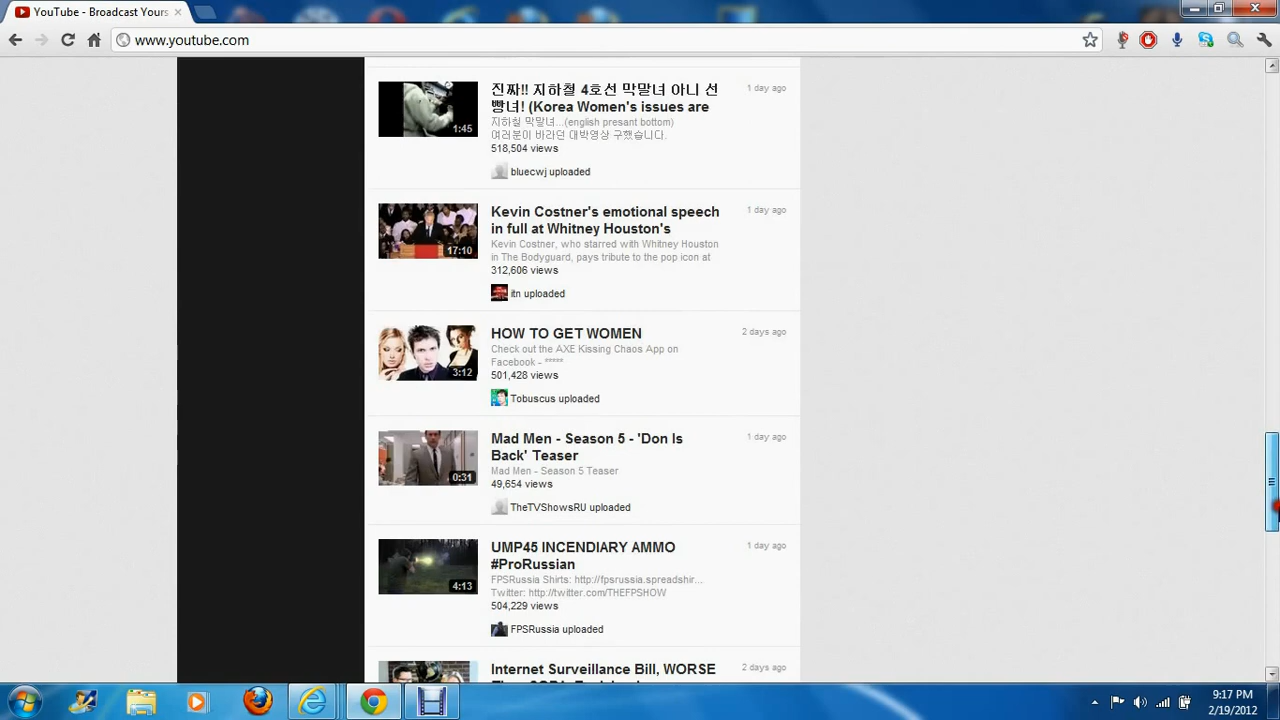 YouTube - Broadcast Yours
www.youtube.com
진짜!! 지하철 4호선 막말녀 아니 선
빵녀! (Korea Women's issues are
지하철 막말녀...(english presant bottom)
여러분이 바라던 대박영상 구했습니다.
518,504 views
bluecwj uploaded
1 day ago
1:45
Kevin Costner's emotional speech
in full at Whitney Houston's
Kevin Costner, who starred with Whitney Houston
in The Bodyguard, pays tribute to the pop icon at
312,606 views
itn uploaded
1 day ago
17:10
HOW TO GET WOMEN
Check out the AXE Kissing Chaos App on
Facebook - *****
501,428 views
Tobuscus uploaded
2 days ago
3:12
Mad Men - Season 5 - 'Don Is
Back' Teaser
Mad Men - Season 5 Teaser
49,654 views
TheTVShowsRU uploaded
1 day ago
0:31
UMP45 INCENDIARY AMMO
#ProRussian
FPSRussia Shirts: http://fpsrussia.spreadshir...
Twitter: http://twitter.com/THEFPSHOW
504,229 views
FPSRussia uploaded
1 day ago
4:13
Internet Surveillance Bill, WORSE
2 days ago
9:17 PM
2/19/2012